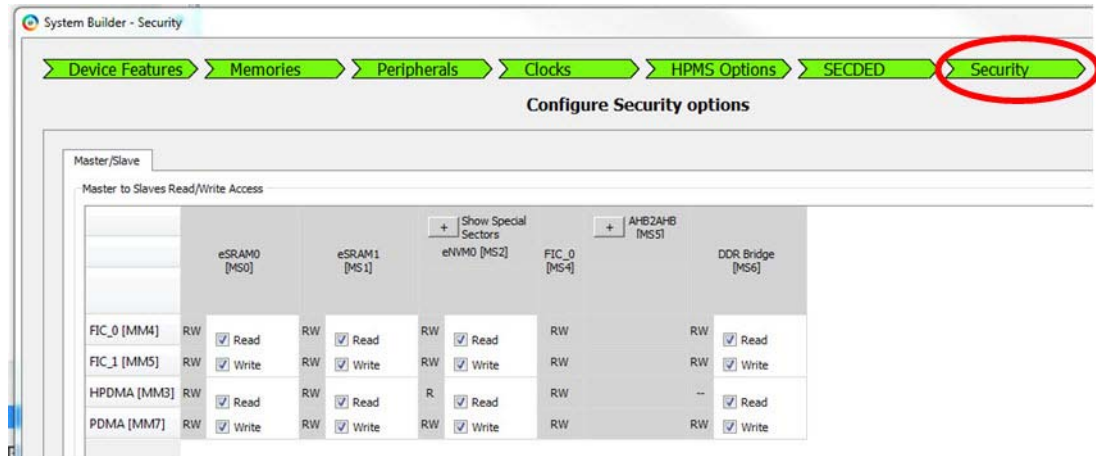 System Builder - Security
Device Features Memories Peripherals Clocks HPMS Options SECDED Security
Configure Security options
Master/Slave
Master to Slaves Read/Write Access
+ Show Special Sectors + AHB2AHB [MS5]
eSRAM0 [MS0] eSRAM1 [MS1] eNVM0 [MS2] FIC_0 [MS4] DDR Bridge [MS6]
FIC_0 [MM4] RW Read RW Read RW Read RW RW Read
FIC_1 [MM5] RW Write RW Write RW Write RW RW Write
HPDMA [MM3] RW Read RW Read R Read RW -- Read
PDMA [MM7] RW Write RW Write RW Write RW RW Write